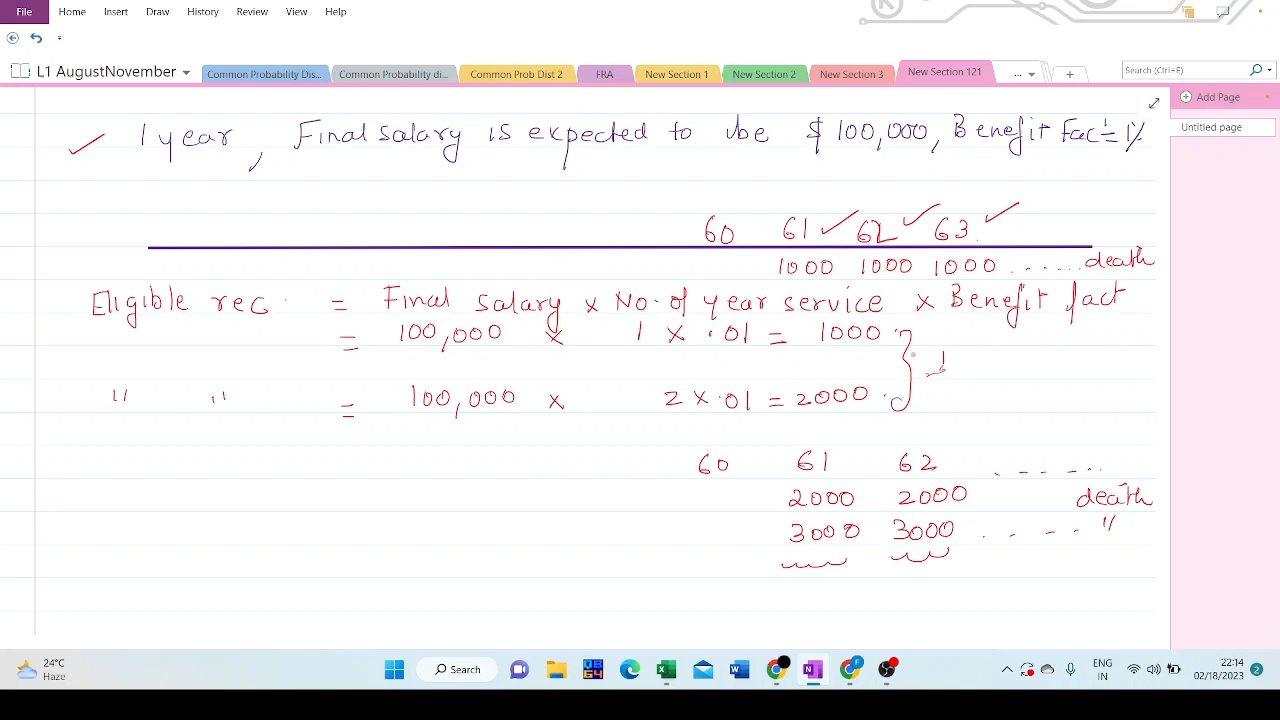 File Home Insert Draw History Review View Help
L1 AugustNovember Common Probability Dis... Common Probability di... Common Prob Dist 2 FRA New Section 1 New Section 2 New Section 3 New Section 121 ... Search (Ctrl+E)
Add Page
Untitled page
1 year, Final salary is expected to be $ 100,000, Benefit Fac = 1%
60 61 62 63
1000 1000 1000 ...... death
Eligible rec = Final salary x No. of year service x Benefit fact
= 100,000 x 1 x .01 = 1000
1
" " = 100,000 x 2 x .01 = 2000
60 61 62 - - - - ..
2000 2000 death
3000 3000 . - . - . "
24°C
Haze
Search
ENG
IN
22:14
02/18/2023
2